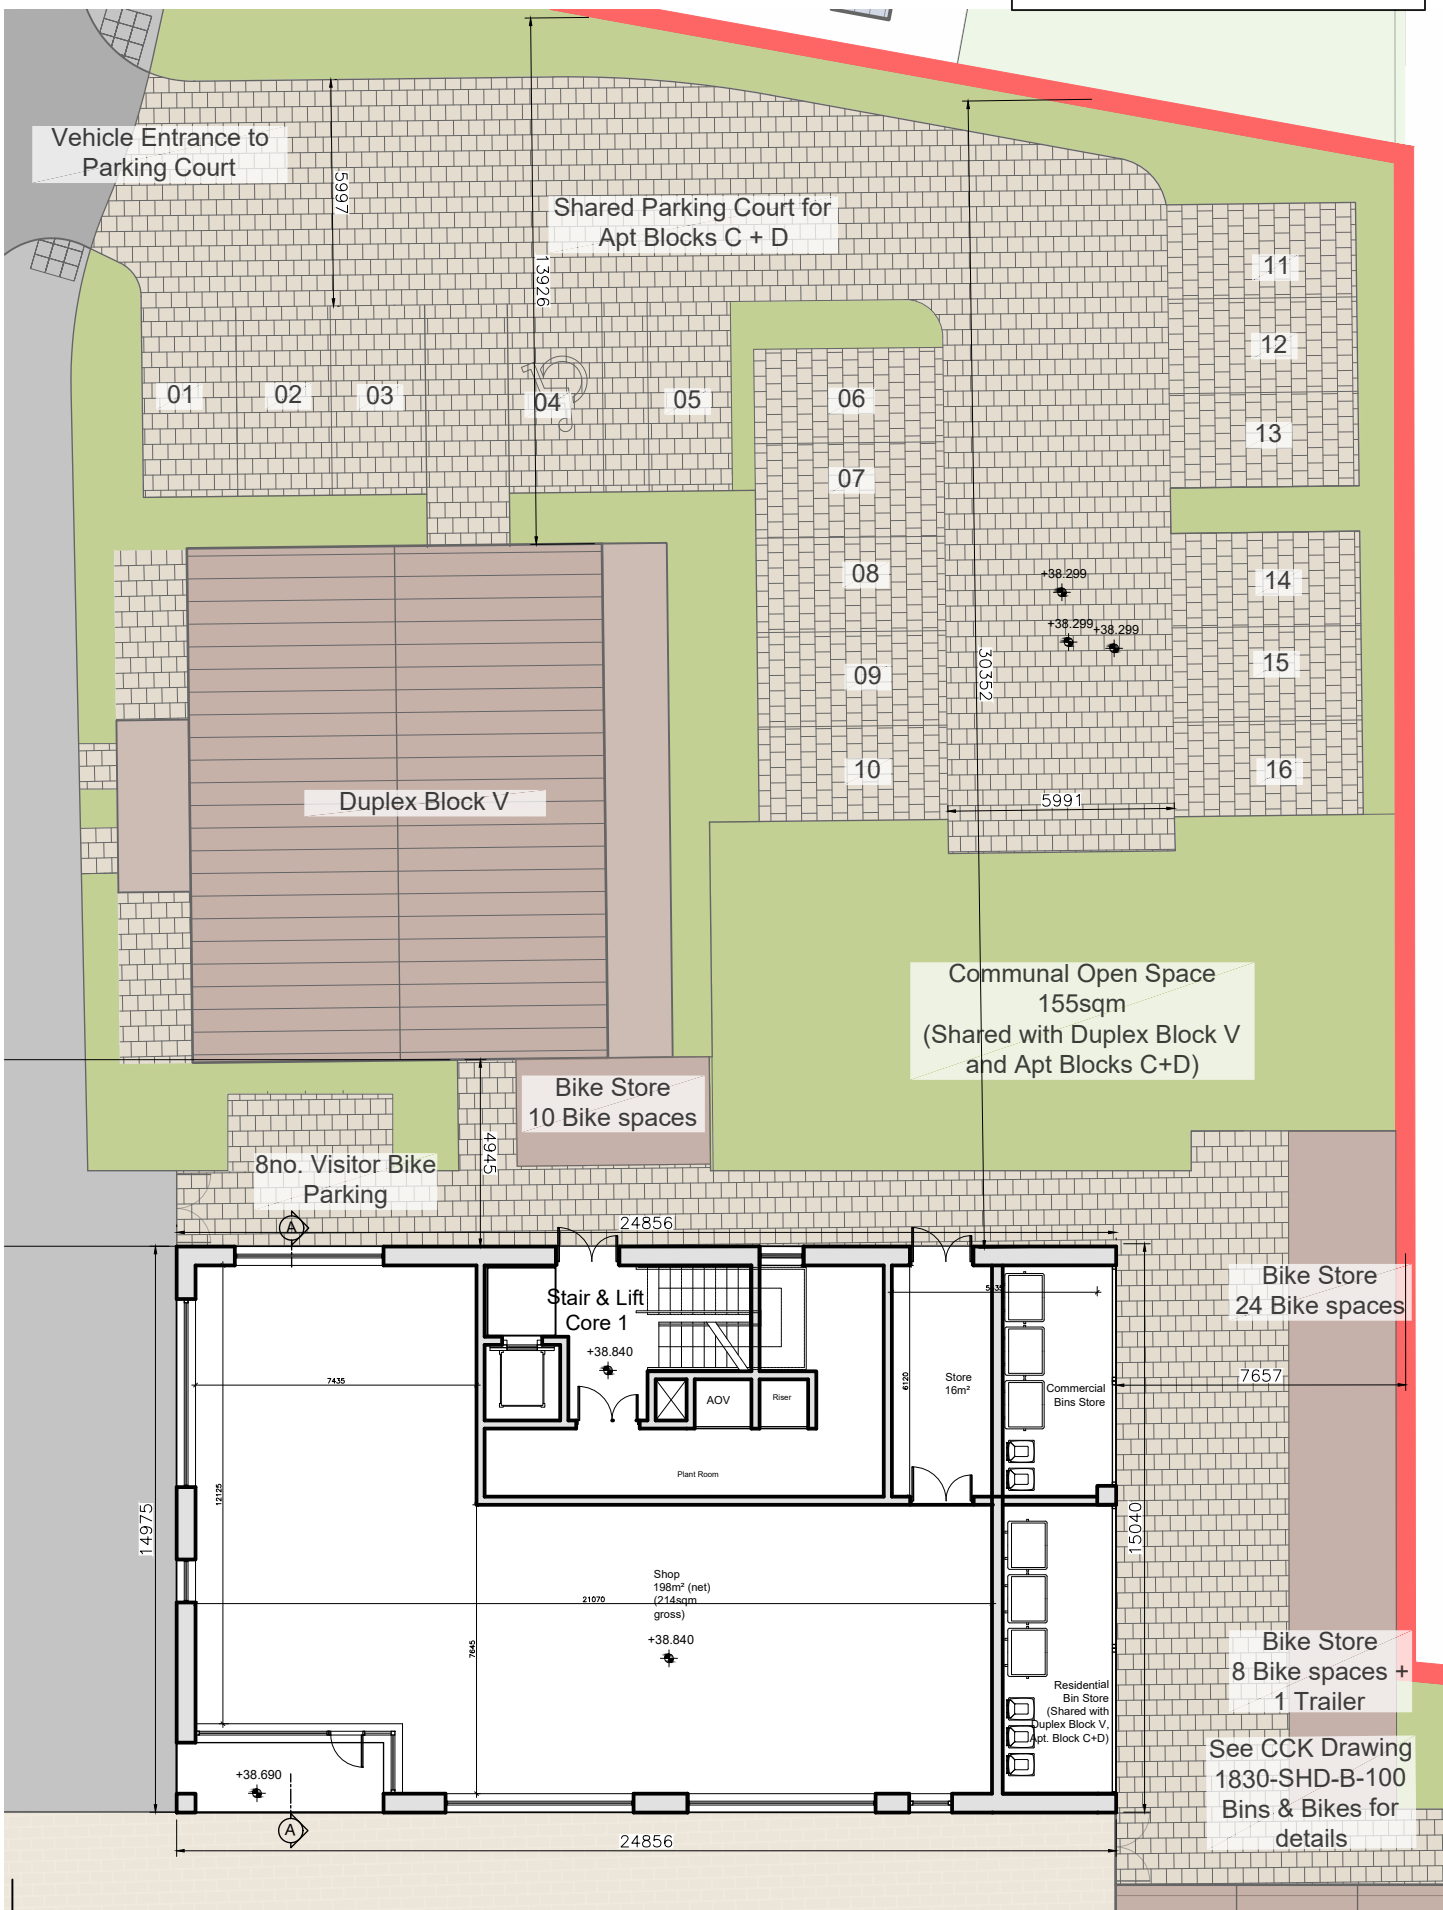 Vehicle Entrance to
Parking Court
5997
13926
Shared Parking Court for
Apt Blocks C + D
11
12
13
01
02
03
04
05
06
07
08
09
10
14
15
16
+38.299
+38.299
+38.299
30352
5991
Duplex Block V
Communal Open Space
155sqm
(Shared with Duplex Block V
and Apt Blocks C+D)
Bike Store
10 Bike spaces
4945
8no. Visitor Bike
Parking
A
24856
Stair & Lift
Core 1
+38.840
7435
AOV
Riser
Plant Room
6120
Store
16m²
Commercial
Bins Store
Bike Store
24 Bike spaces
7657
12125
14975
15040
Shop
198m² (net)
(214sqm
gross)
21070
+38.840
7645
Residential
Bin Store
(Shared with
Duplex Block V,
Apt. Block C+D)
Bike Store
8 Bike spaces +
1 Trailer
See CCK Drawing
1830-SHD-B-100
Bins & Bikes for
details
+38.690
A
24856